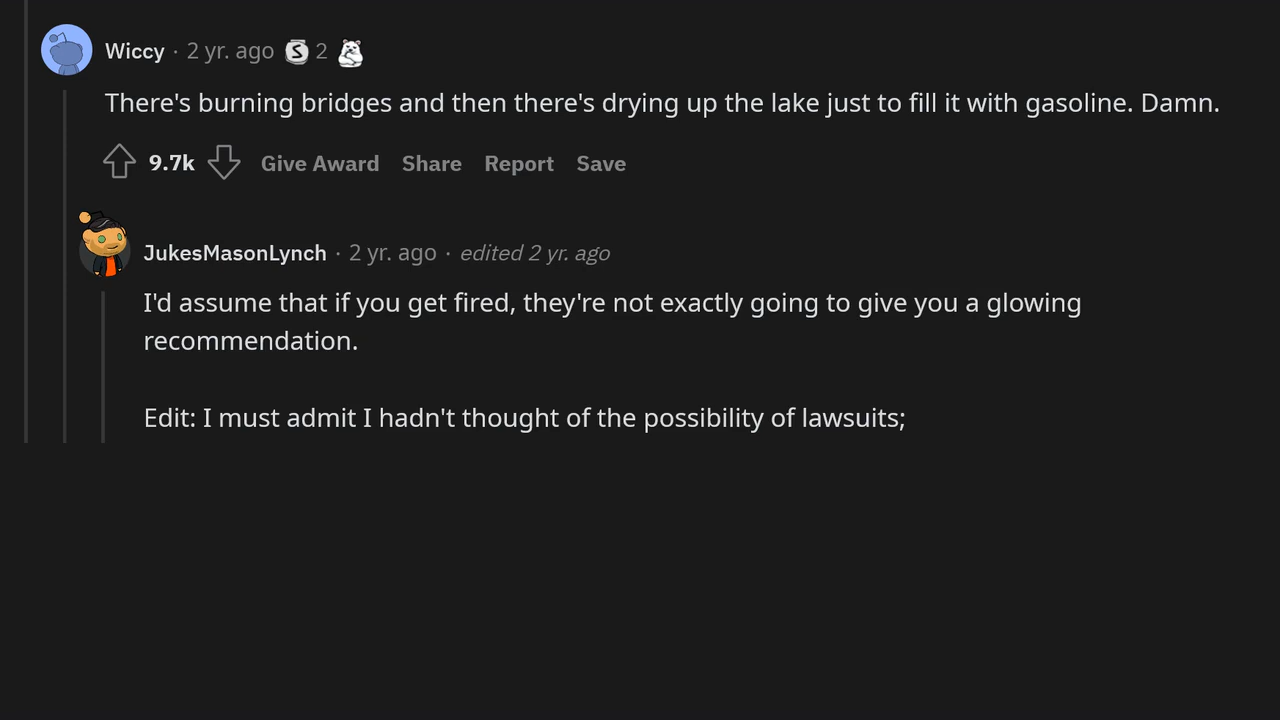 Wiccy · 2 yr. ago 2
There's burning bridges and then there's drying up the lake just to fill it with gasoline. Damn.
9.7k Give Award Share Report Save
JukesMasonLynch · 2 yr. ago · edited 2 yr. ago
I'd assume that if you get fired, they're not exactly going to give you a glowing
recommendation.
Edit: I must admit I hadn't thought of the possibility of lawsuits;